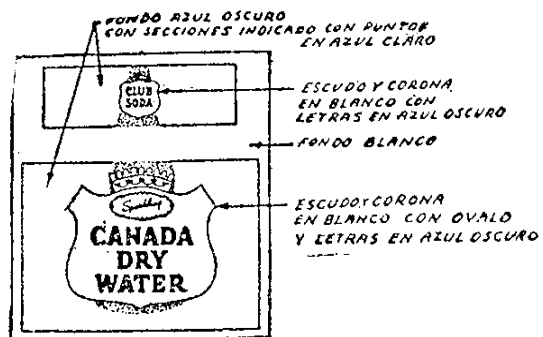 FONDO AZUL OSCURO
CON SECCIONES INDICADO CON PUNTOS
EN AZUL CLARO
CLUB
SODA
ESCUDO Y CORONA
EN BLANCO CON
LETRAS EN AZUL OSCURO
FONDO BLANCO
Sparkling
CANADA
DRY
WATER
ESCUDO Y CORONA
EN BLANCO CON OVALO
Y LETRAS EN AZUL OSCURO